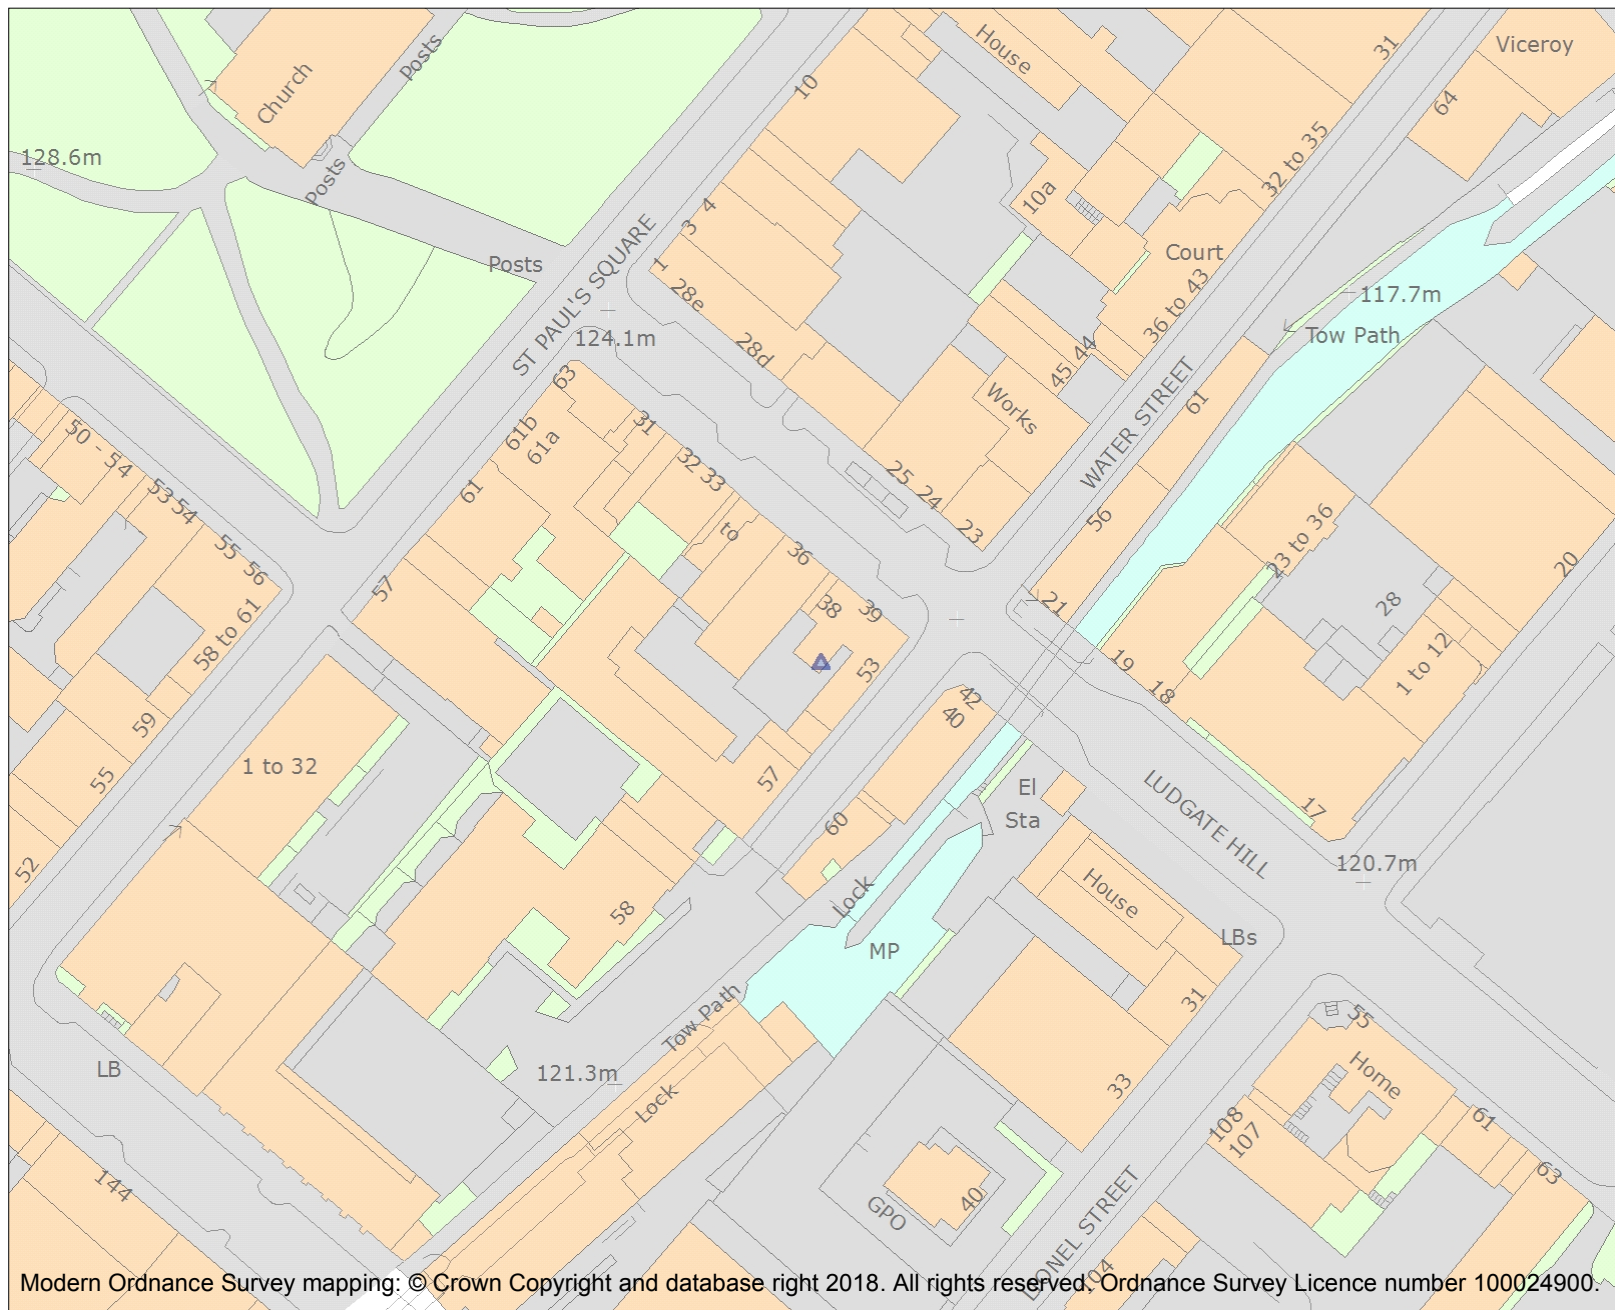 House
31
Viceroy
Posts
Church
10
64
128.6m
32 to 35
Posts
10a
4
3
Court
ST PAUL'S SQUARE
Posts
1
28e
36 to 43
117.7m
124.1m
28d
Tow Path
45
44
63
WATER STREET
61
Works
61b
61a
31
50 - 54
32
33
61
53
54
25
24
56
23
to
36
23 to 36
55
56
20
57
38
39
21
28
58 to 61
53
19
1 to 12
18
42
40
59
1 to 32
55
57
El
Sta
LUDGATE HILL
17
60
52
120.7m
Lock
House
58
LBs
MP
31
Tow Path
55
LB
121.3m
Home
33
Lock
108
107
61
144
63
GPO
40
LIONEL STREET
104
Modern Ordnance Survey mapping: © Crown Copyright and database right 2018. All rights reserved. Ordnance Survey Licence number 100024900.